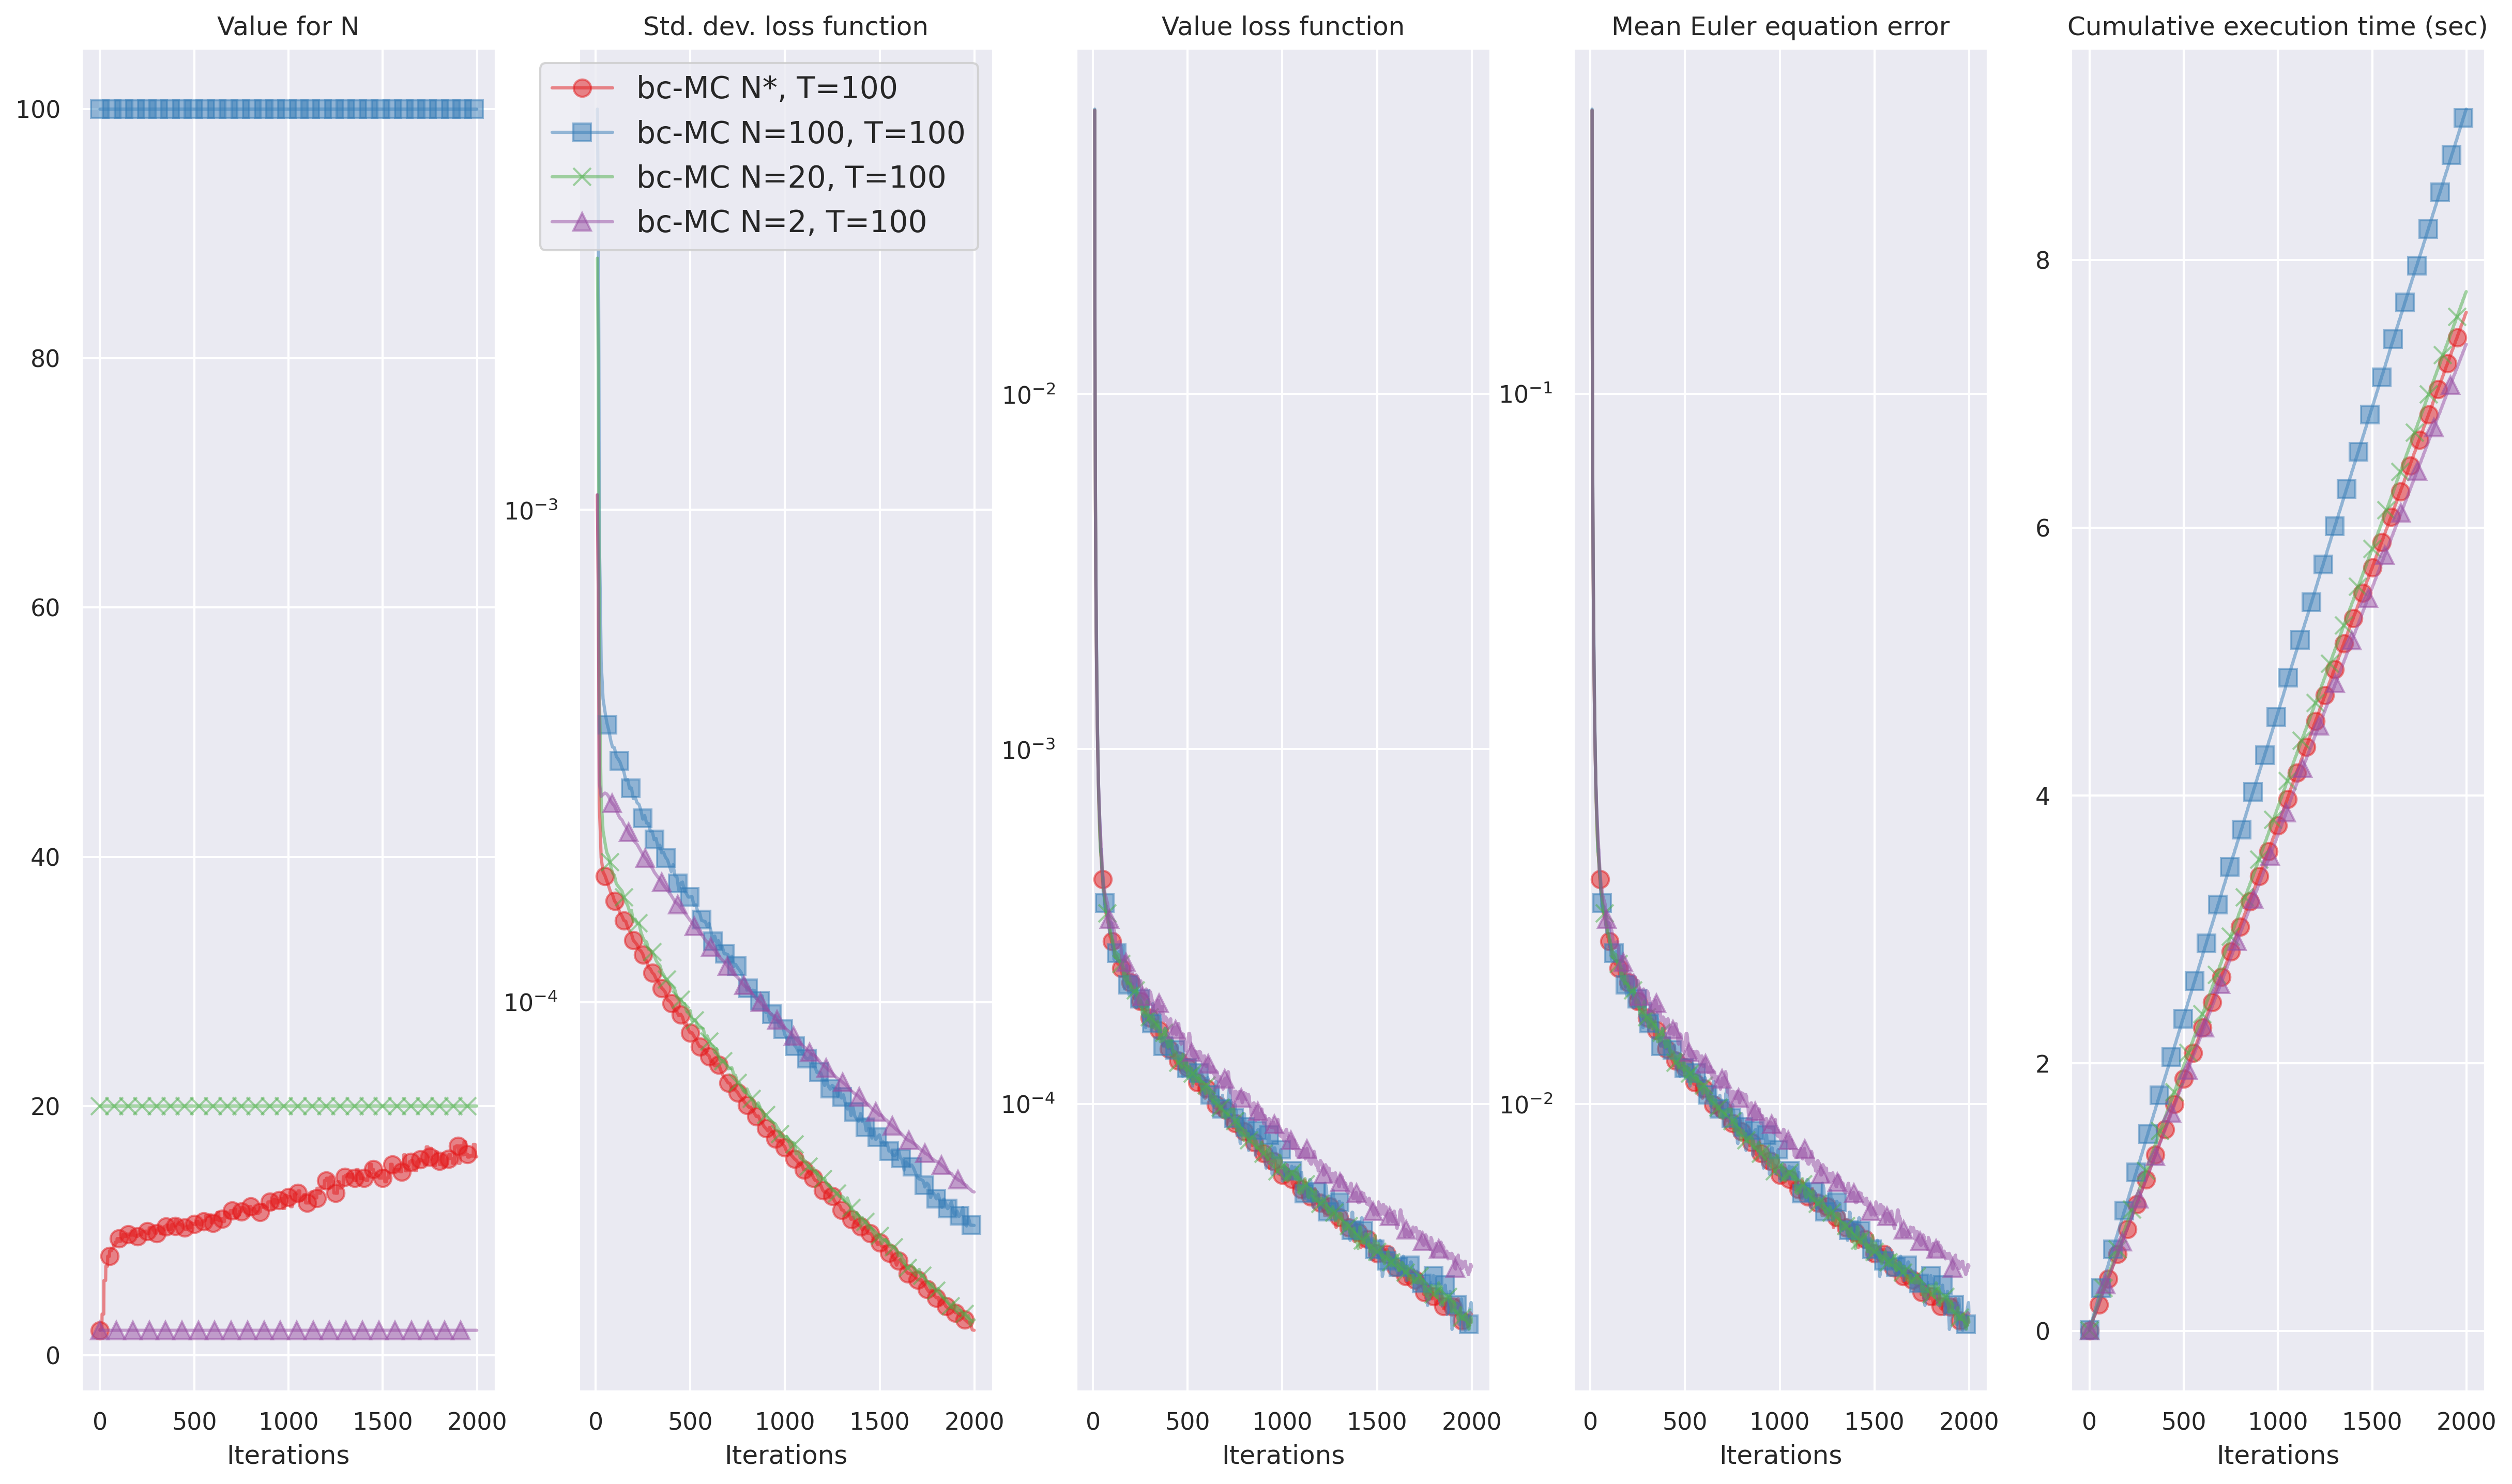 Value for N
Std. dev. loss function
Value loss function
Mean Euler equation error
Cumulative execution time (sec)
bc-MC N*, T=100
bc-MC N=100, T=100
bc-MC N=20, T=100
bc-MC N=2, T=100
100
80
60
40
20
0
0 500 1000 1500 2000
Iterations
10⁻³
10⁻⁴
0 500 1000 1500 2000
Iterations
10⁻²
10⁻³
10⁻⁴
0 500 1000 1500 2000
Iterations
10⁻¹
10⁻²
0 500 1000 1500 2000
Iterations
8
6
4
2
0
0 500 1000 1500 2000
Iterations